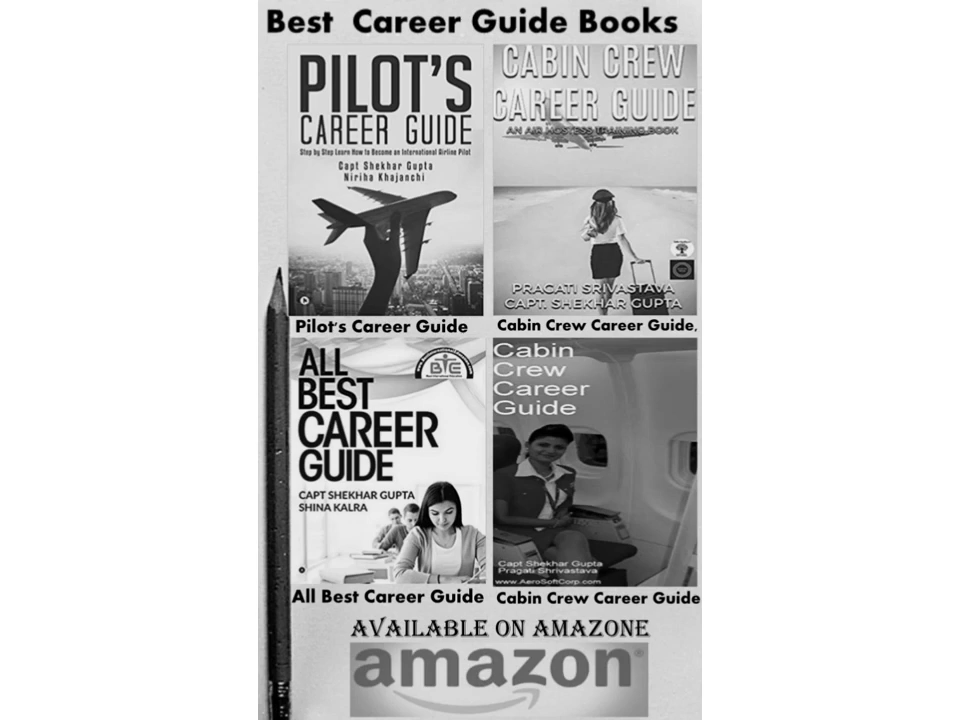 Best Career Guide Books
PILOT'S
CAREER GUIDE
Step by Step Learn How to Become an International Airline Pilot
Capt Shekhar Gupta
Niriha Khajanchi
CABIN CREW
CAREER GUIDE
AN AIR HOSTESS TRAINING BOOK
PRAGATI SRIVASTAVA
CAPT. SHEKHAR GUPTA
Pilot's Career Guide
Cabin Crew Career Guide,
ALL
BEST
CAREER
GUIDE
BTE
CAPT SHEKHAR GUPTA
SHINA KALRA
Cabin
Crew
Career
Guide
Capt Shekhar Gupta
Pragati Shrivastava
www.AeroSoftCorp.com
All Best Career Guide
Cabin Crew Career Guide
AVAILABLE ON AMAZONE
amazon